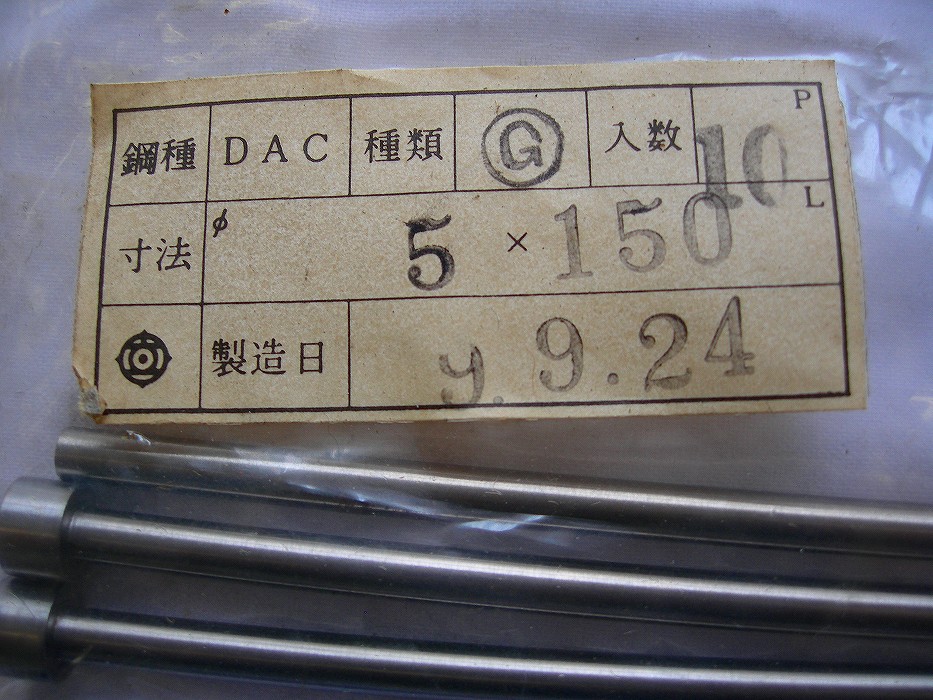 鋼種 DAC 種類 G 入数 10 P
寸法 φ 5 × 150 L
製造日 9.9.24